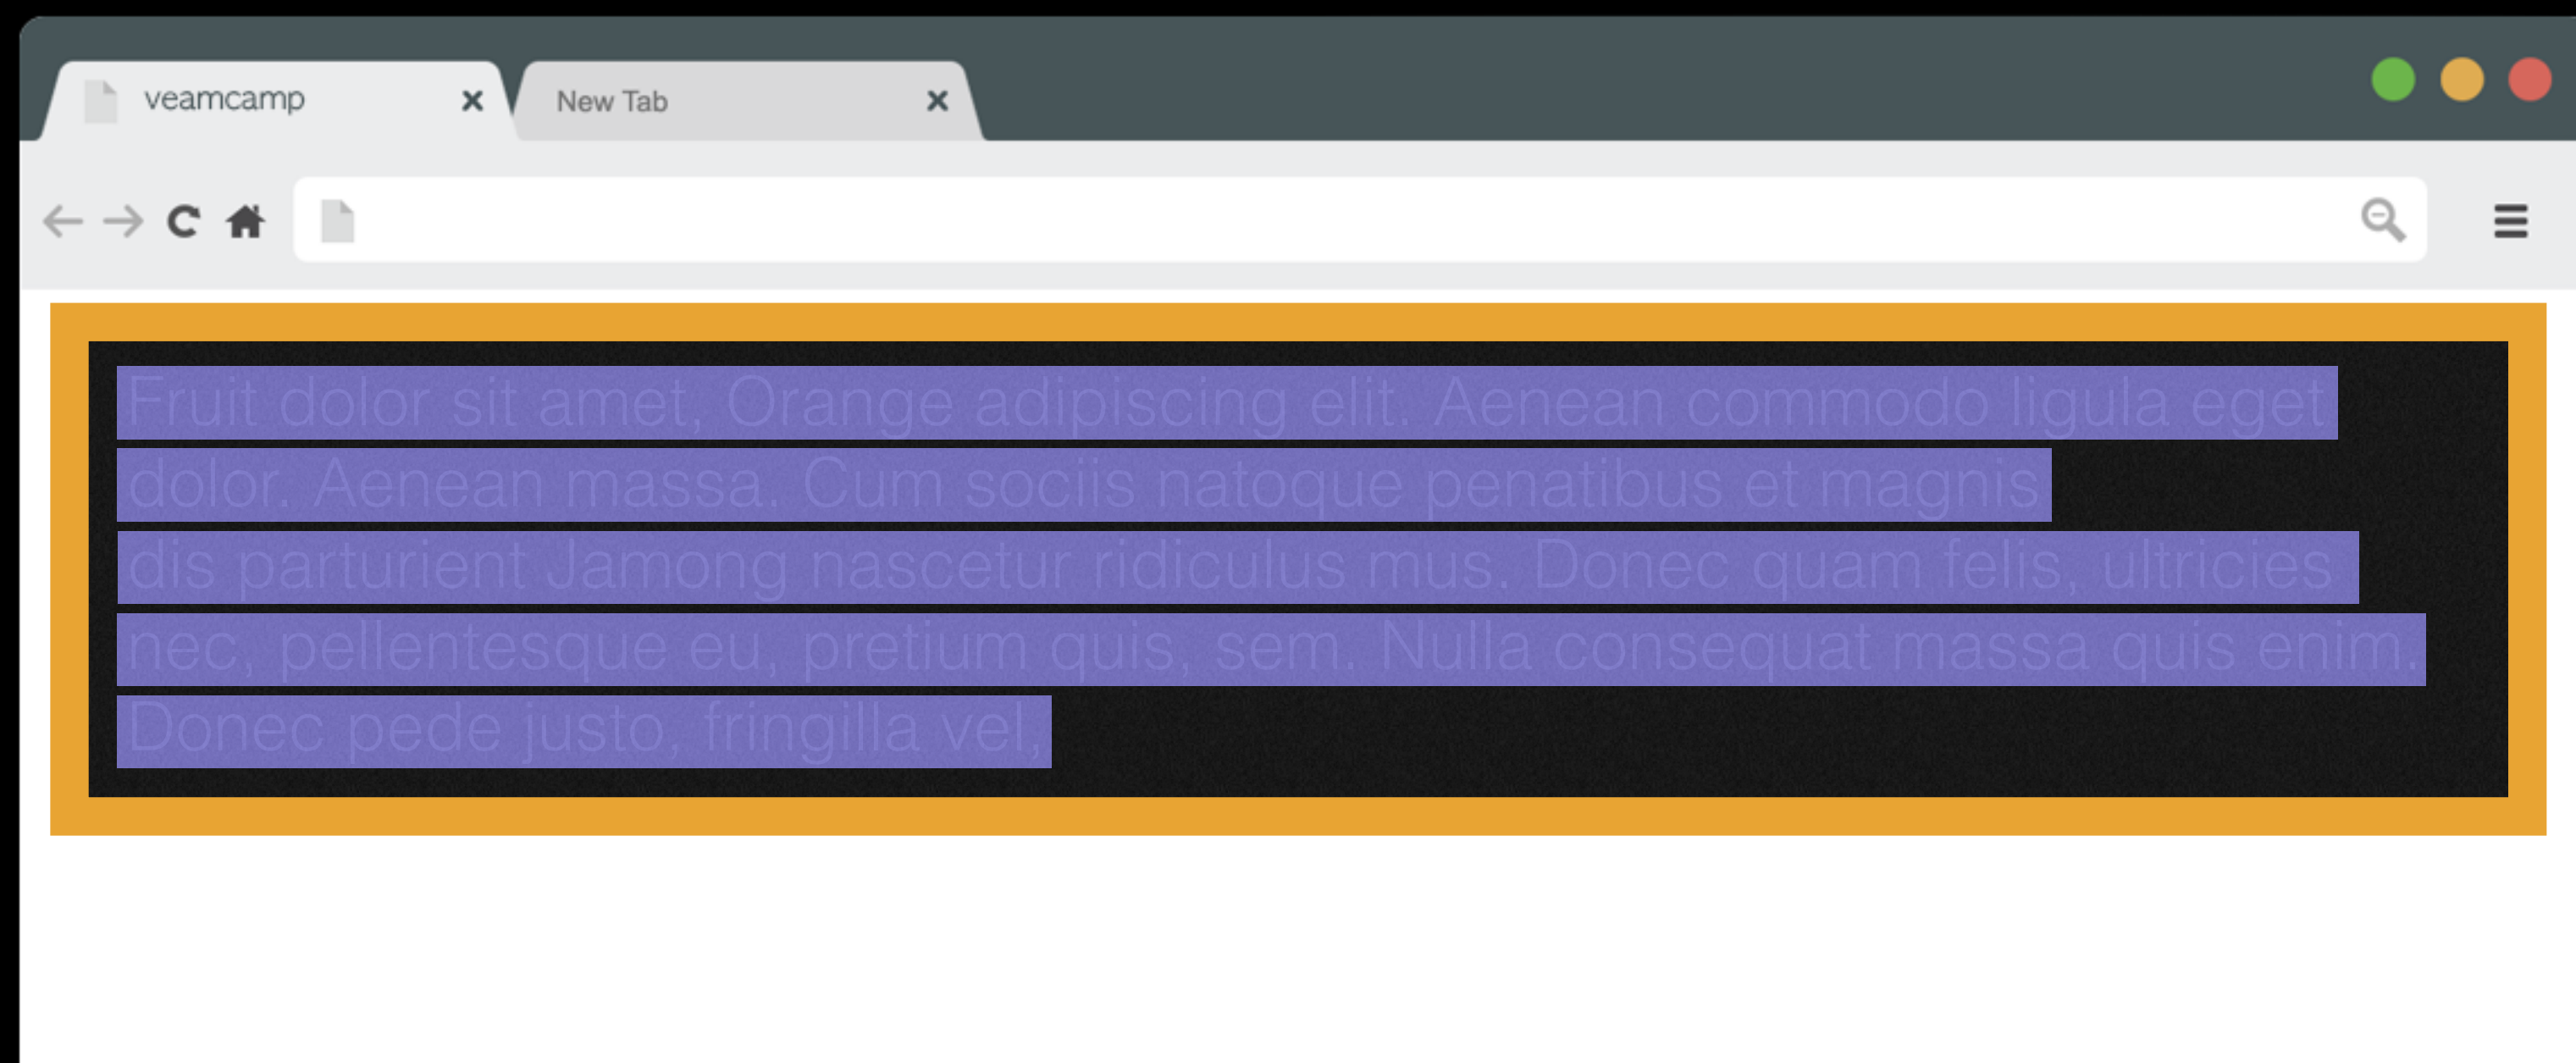 veamcamp
New Tab
Fruit dolor sit amet, Orange adipiscing elit. Aenean commodo ligula eget
dolor. Aenean massa. Cum sociis natoque penatibus et magnis
dis parturient Jamong nascetur ridiculus mus. Donec quam felis, ultricies
nec, pellentesque eu, pretium quis, sem. Nulla consequat massa quis enim.
Donec pede justo, fringilla vel,